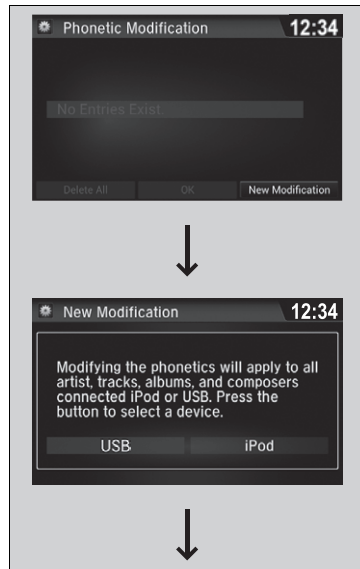 Phonetic Modification 12:34
No Entries Exist.
Delete All OK New Modification
New Modification 12:34
Modifying the phonetics will apply to all
artist, tracks, albums, and composers
connected iPod or USB. Press the
button to select a device.
USB iPod